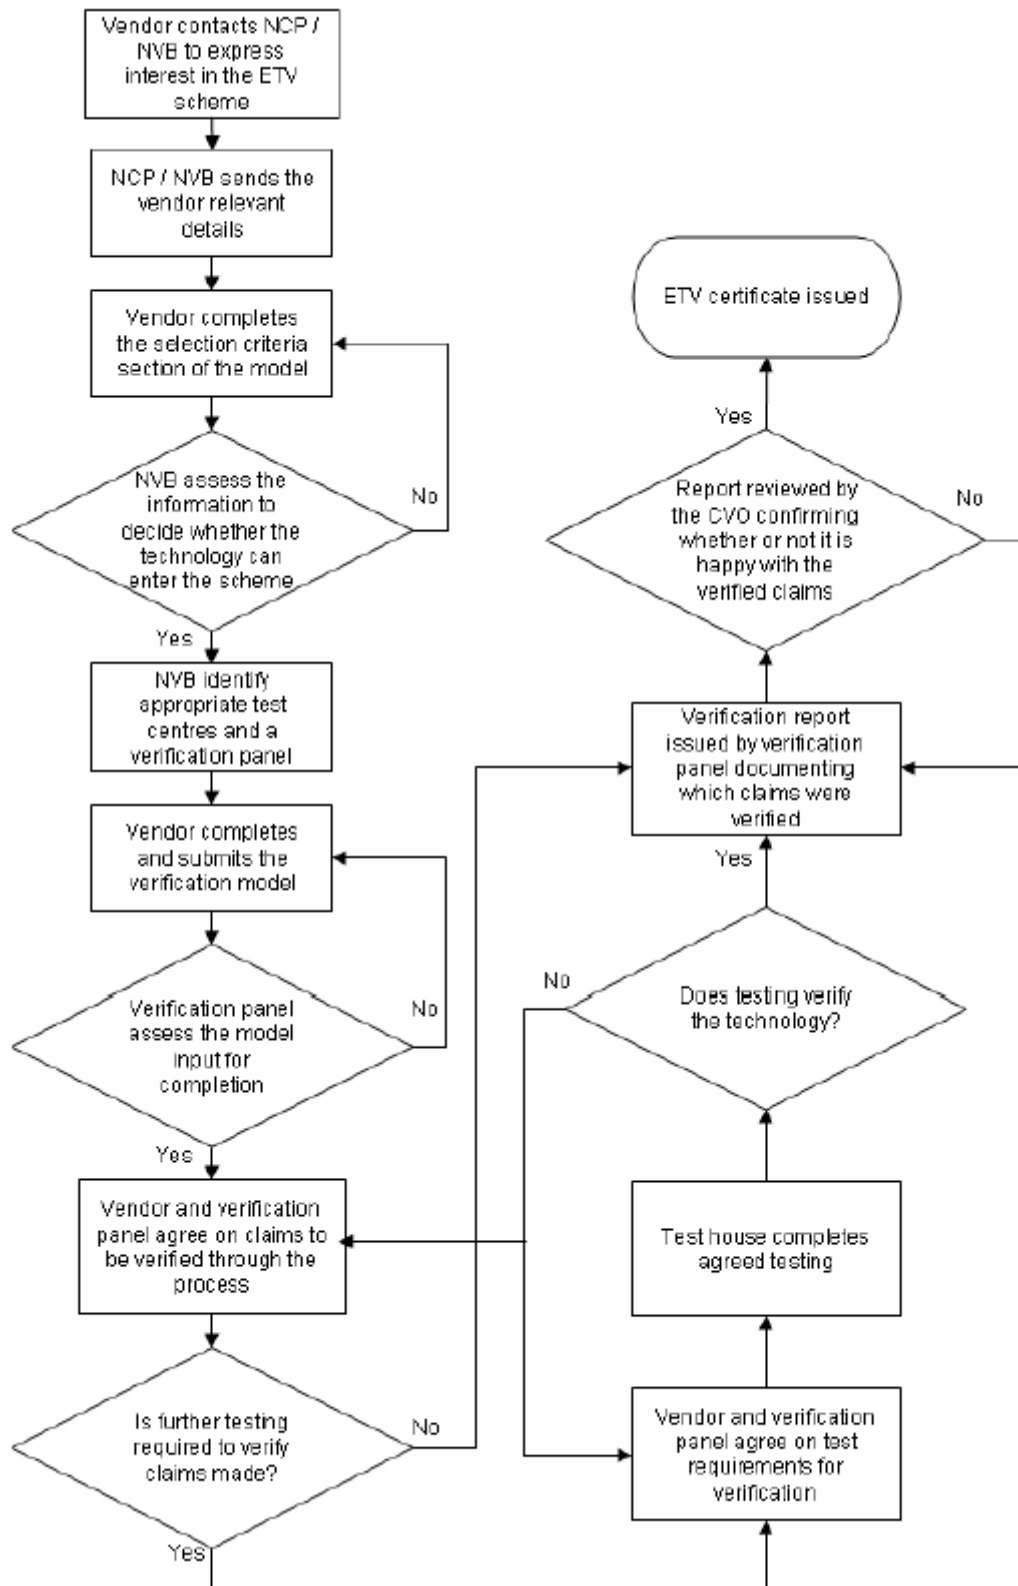 Vendor contacts NCP /
NVB to express
interest in the ETV
scheme
NCP / NVB sends the
vendor relevant
details
Vendor completes
the selection criteria
section of the model
NVB assess the
information to
decide whether the
technology can
enter the scheme
No
Yes
NVB identify
appropriate test
centres and a
verification panel
Vendor completes
and submits the
verification model
Verification panel
assess the model
input for
completion
No
Yes
Vendor and verification
panel agree on claims to
be verified through the
process
Is further testing
required to verify
claims made?
No
Yes
ETV certificate issued
Yes
Report reviewed by
the CVO confirming
whether or not it is
happy with the
verified claims
No
Verification report
issued by verification
panel documenting
which claims were
verified
Yes
No
Does testing verify
the technology?
Test house completes
agreed testing
Vendor and verification
panel agree on test
requirements for
verification